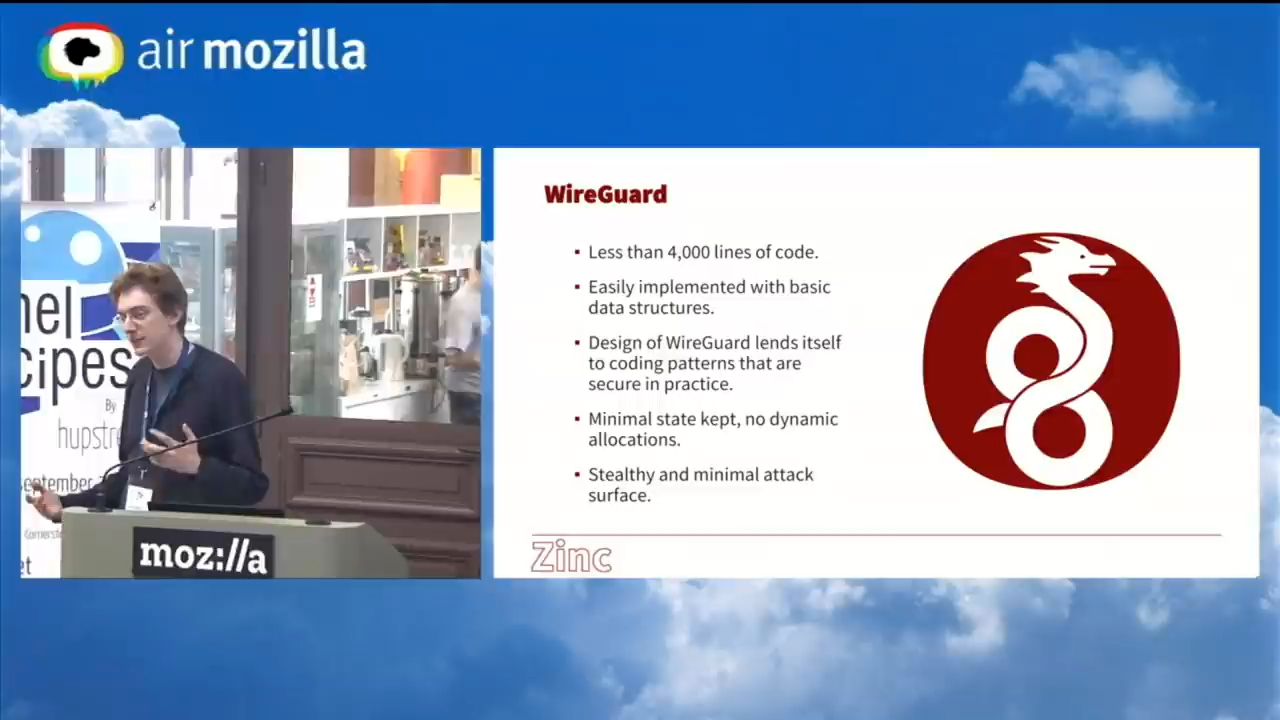 air mozilla
nel
cipes
By
hupstre
september
et
moz://a
WireGuard
Less than 4,000 lines of code.
Easily implemented with basic
data structures.
Design of WireGuard lends itself
to coding patterns that are
secure in practice.
Minimal state kept, no dynamic
allocations.
Stealthy and minimal attack
surface.
Zinc